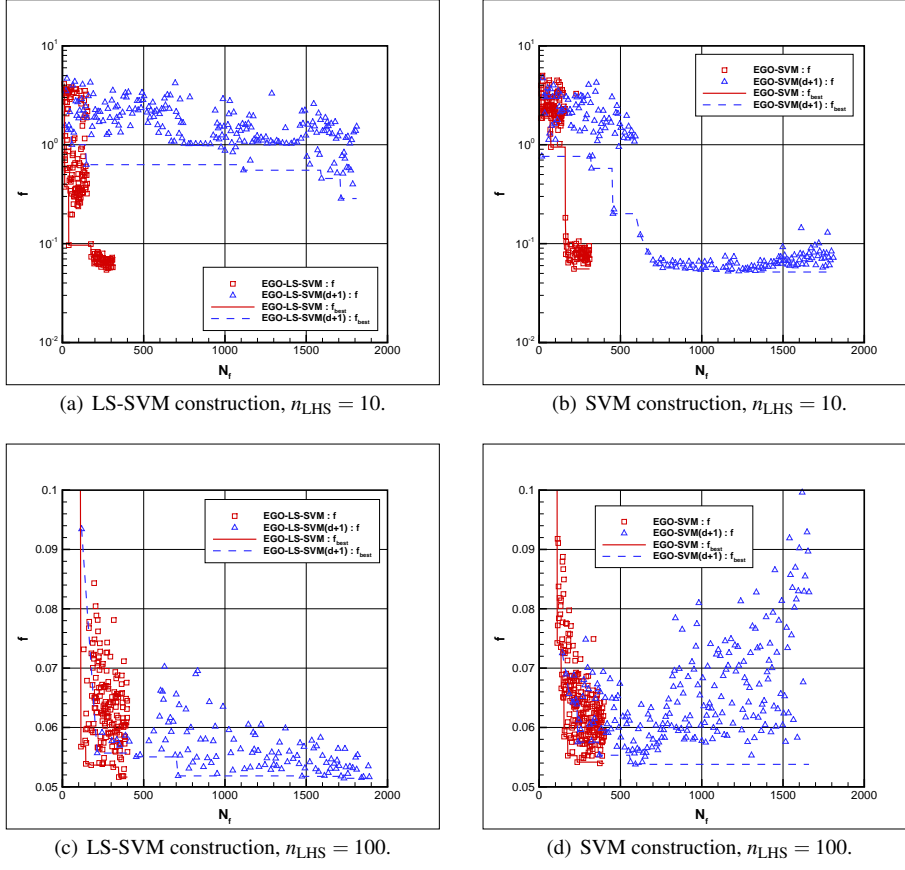 10^1
10^0
10^-1
10^-2
f
0 500 1000 1500 2000
N_f
EGO-LS-SVM : f
EGO-LS-SVM(d+1) : f
EGO-LS-SVM : f_best
EGO-LS-SVM(d+1) : f_best
(a) LS-SVM construction, n_LHS = 10.
10^1
10^0
10^-1
10^-2
f
0 500 1000 1500 2000
N_f
EGO-SVM : f
EGO-SVM(d+1) : f
EGO-SVM : f_best
EGO-SVM(d+1) : f_best
(b) SVM construction, n_LHS = 10.
0.1
0.09
0.08
0.07
0.06
0.05
f
0 500 1000 1500 2000
N_f
EGO-LS-SVM : f
EGO-LS-SVM(d+1) : f
EGO-LS-SVM : f_best
EGO-LS-SVM(d+1) : f_best
(c) LS-SVM construction, n_LHS = 100.
0.1
0.09
0.08
0.07
0.06
0.05
f
0 500 1000 1500 2000
N_f
EGO-SVM : f
EGO-SVM(d+1) : f
EGO-SVM : f_best
EGO-SVM(d+1) : f_best
(d) SVM construction, n_LHS = 100.